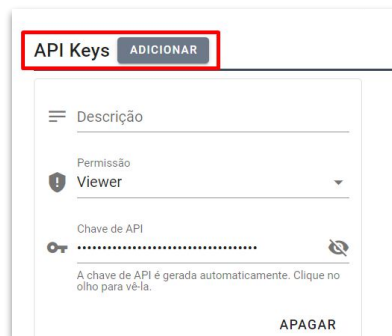 API Keys ADICIONAR
Descrição
Permissão
Viewer
Chave de API
••••••••••••••••••••••••••••••••••••
A chave de API é gerada automaticamente. Clique no
olho para vê-la.
APAGAR